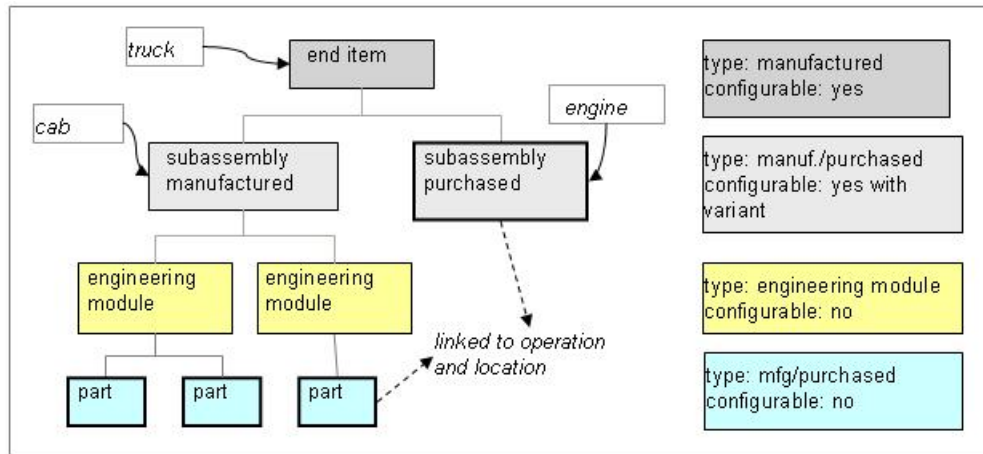 truck
end item
type: manufactured
configurable: yes
cab
engine
subassembly
manufactured
subassembly
purchased
type: manuf./purchased
configurable: yes with
variant
engineering
module
engineering
module
type: engineering module
configurable: no
linked to operation
and location
part
part
part
type: mfg/purchased
configurable: no